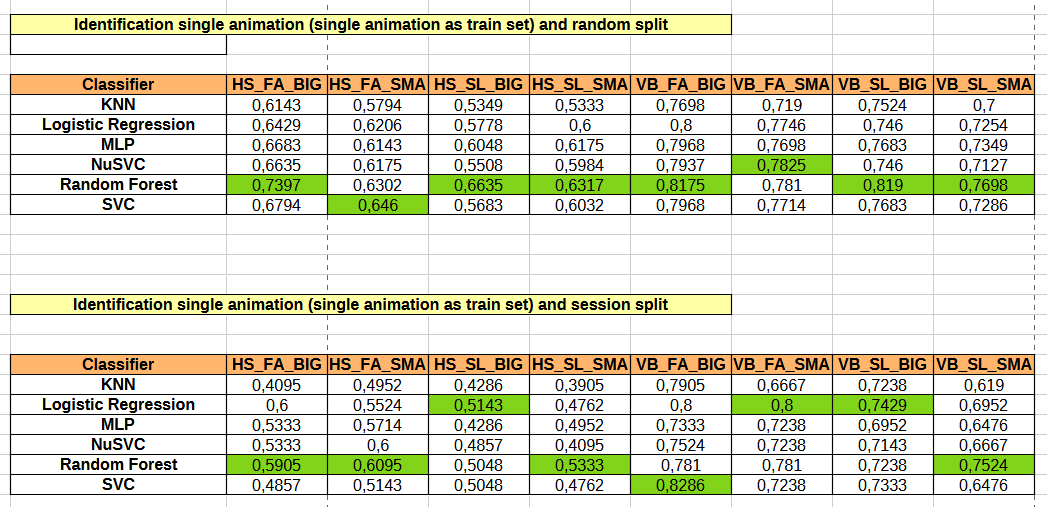 Identification single animation (single animation as train set) and random split
Classifier HS_FA_BIG HS_FA_SMA HS_SL_BIG HS_SL_SMA VB_FA_BIG VB_FA_SMA VB_SL_BIG VB_SL_SMA
KNN 0,6143 0,5794 0,5349 0,5333 0,7698 0,719 0,7524 0,7
Logistic Regression 0,6429 0,6206 0,5778 0,6 0,8 0,7746 0,746 0,7254
MLP 0,6683 0,6143 0,6048 0,6175 0,7968 0,7698 0,7683 0,7349
NuSVC 0,6635 0,6175 0,5508 0,5984 0,7937 0,7825 0,746 0,7127
Random Forest 0,7397 0,6302 0,6635 0,6317 0,8175 0,781 0,819 0,7698
SVC 0,6794 0,646 0,5683 0,6032 0,7968 0,7714 0,7683 0,7286
Identification single animation (single animation as train set) and session split
Classifier HS_FA_BIG HS_FA_SMA HS_SL_BIG HS_SL_SMA VB_FA_BIG VB_FA_SMA VB_SL_BIG VB_SL_SMA
KNN 0,4095 0,4952 0,4286 0,3905 0,7905 0,6667 0,7238 0,619
Logistic Regression 0,6 0,5524 0,5143 0,4762 0,8 0,8 0,7429 0,6952
MLP 0,5333 0,5714 0,4286 0,4952 0,7333 0,7238 0,6952 0,6476
NuSVC 0,5333 0,6 0,4857 0,4095 0,7524 0,7238 0,7143 0,6667
Random Forest 0,5905 0,6095 0,5048 0,5333 0,781 0,781 0,7238 0,7524
SVC 0,4857 0,5143 0,5048 0,4762 0,8286 0,7238 0,7333 0,6476